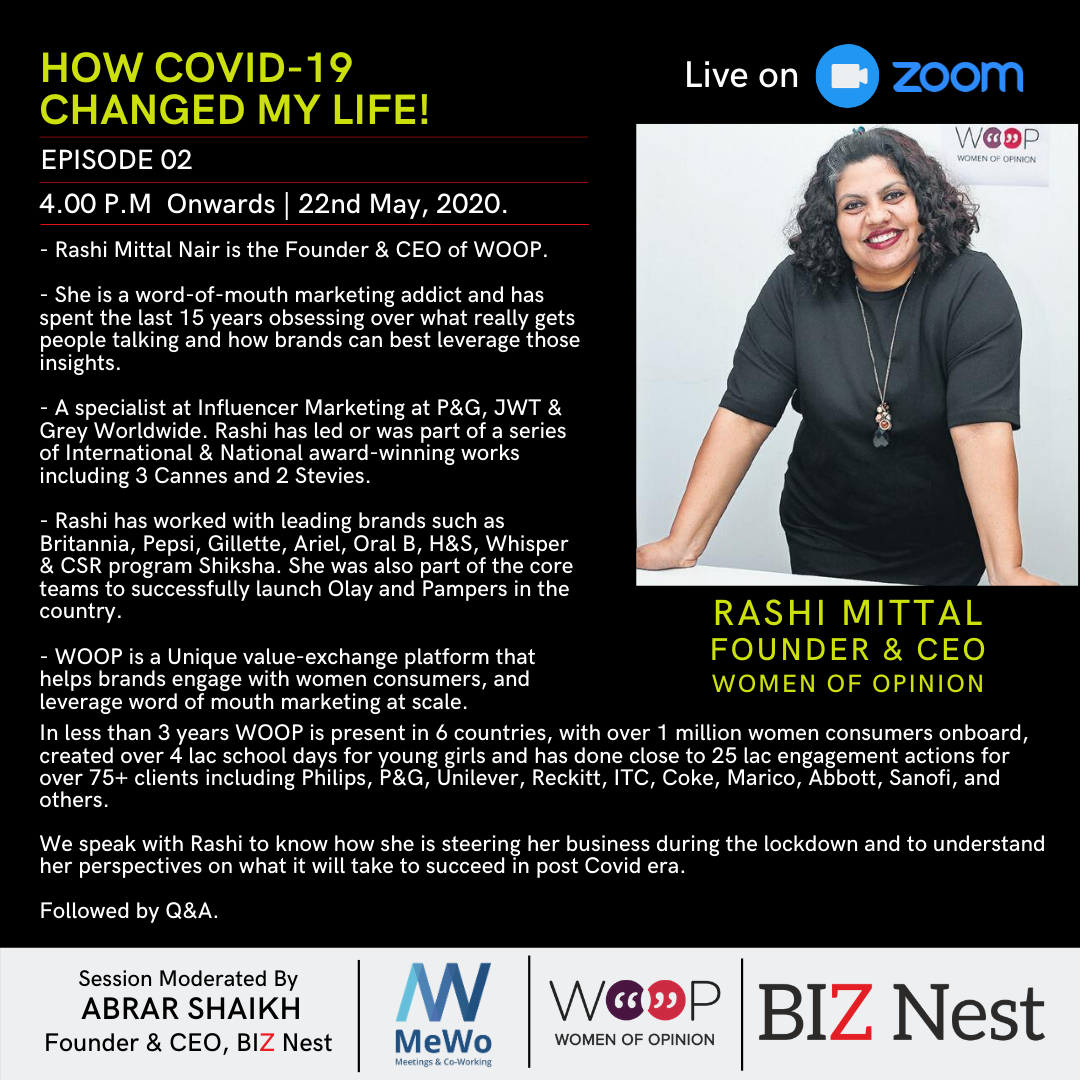 HOW COVID-19
CHANGED MY LIFE!
EPISODE 02
4.00 P.M Onwards | 22nd May, 2020.
- Rashi Mittal Nair is the Founder & CEO of WOOP.
- She is a word-of-mouth marketing addict and has
spent the last 15 years obsessing over what really gets
people talking and how brands can best leverage those
insights.
- A specialist at Influencer Marketing at P&G, JWT &
Grey Worldwide. Rashi has led or was part of a series
of International & National award-winning works
including 3 Cannes and 2 Stevies.
- Rashi has worked with leading brands such as
Britannia, Pepsi, Gillette, Ariel, Oral B, H&S, Whisper
& CSR program Shiksha. She was also part of the core
teams to successfully launch Olay and Pampers in the
country.
- WOOP is a Unique value-exchange platform that
helps brands engage with women consumers, and
leverage word of mouth marketing at scale.
In less than 3 years WOOP is present in 6 countries, with over 1 million women consumers onboard,
created over 4 lac school days for young girls and has done close to 25 lac engagement actions for
over 75+ clients including Philips, P&G, Unilever, Reckitt, ITC, Coke, Marico, Abbott, Sanofi, and
others.
We speak with Rashi to know how she is steering her business during the lockdown and to understand
her perspectives on what it will take to succeed in post Covid era.
Followed by Q&A.
Live on zoom
WOOP
WOMEN OF OPINION
RASHI MITTAL
FOUNDER & CEO
WOMEN OF OPINION
Session Moderated By
ABRAR SHAIKH
Founder & CEO, BIZ Nest
MeWo
Meetings & Co-Working
WOOP
WOMEN OF OPINION
BIZ Nest